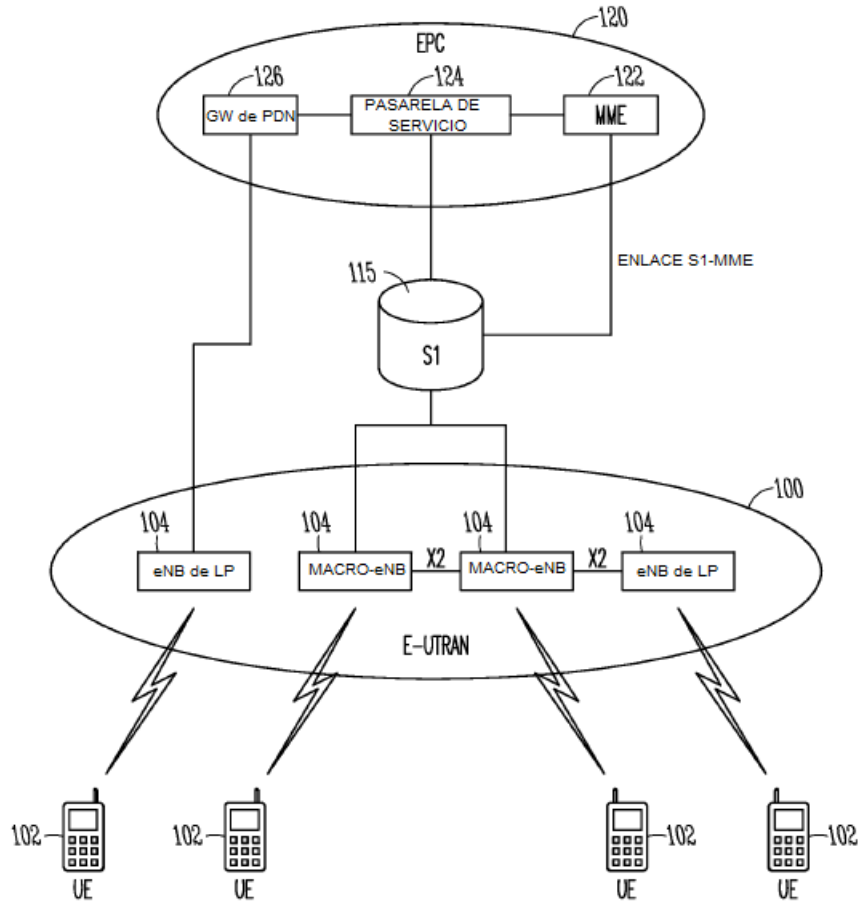 120
EPC
126
124
122
GW de PDN
PASARELA DE
SERVICIO
MME
ENLACE S1-MME
115
S1
100
104
104
104
104
eNB de LP
MACRO-eNB
X2
MACRO-eNB
X2
eNB de LP
E-UTRAN
102
102
102
102
UE
UE
UE
UE